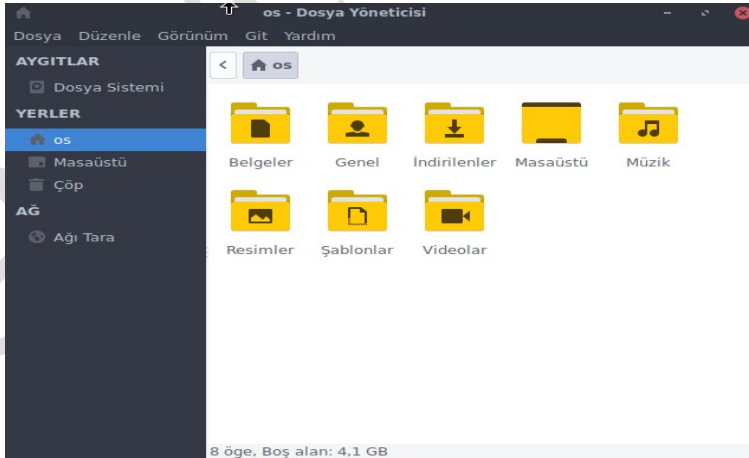 os - Dosya Yöneticisi
Dosya Düzenle Görünüm Git Yardım
AYGITLAR
Dosya Sistemi
YERLER
os
Masaüstü
Çöp
AĞ
Ağı Tara
os
Belgeler Genel İndirilenler Masaüstü Müzik
Resimler Şablonlar Videolar
8 öge, Boş alan: 4,1 GB